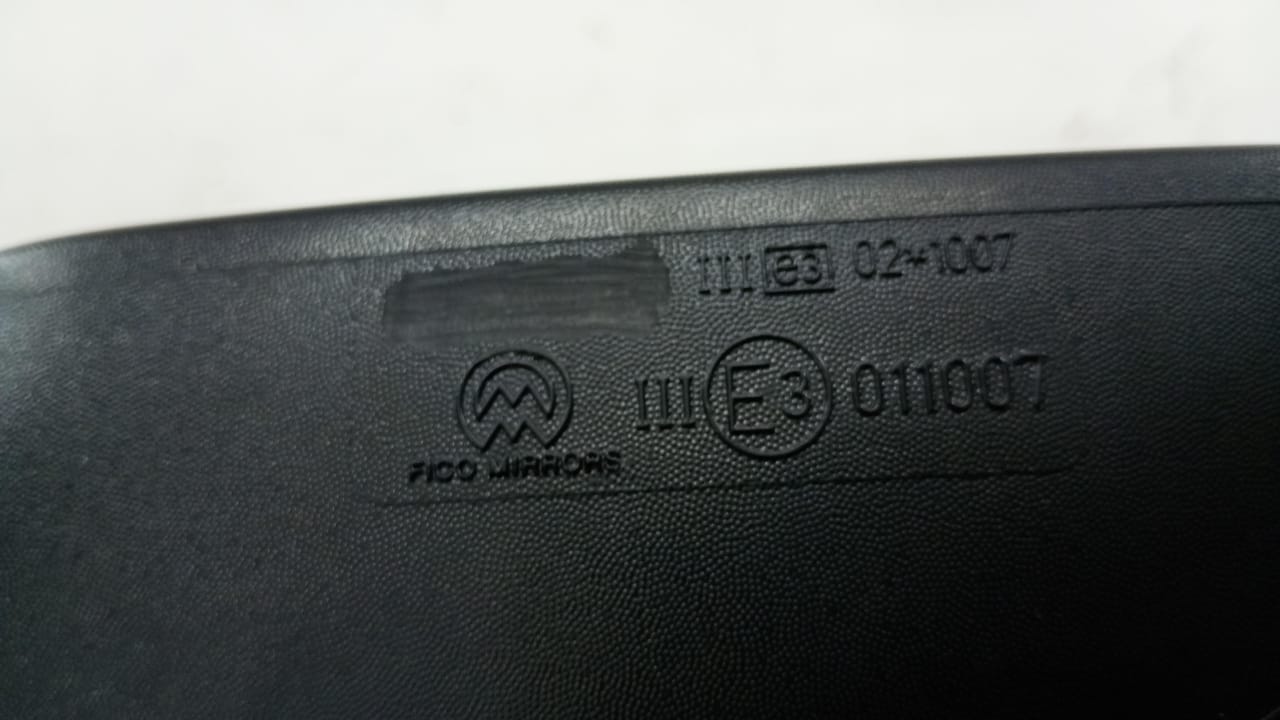 III e3 02*1007
III E3 011007
FICO MIRRORS